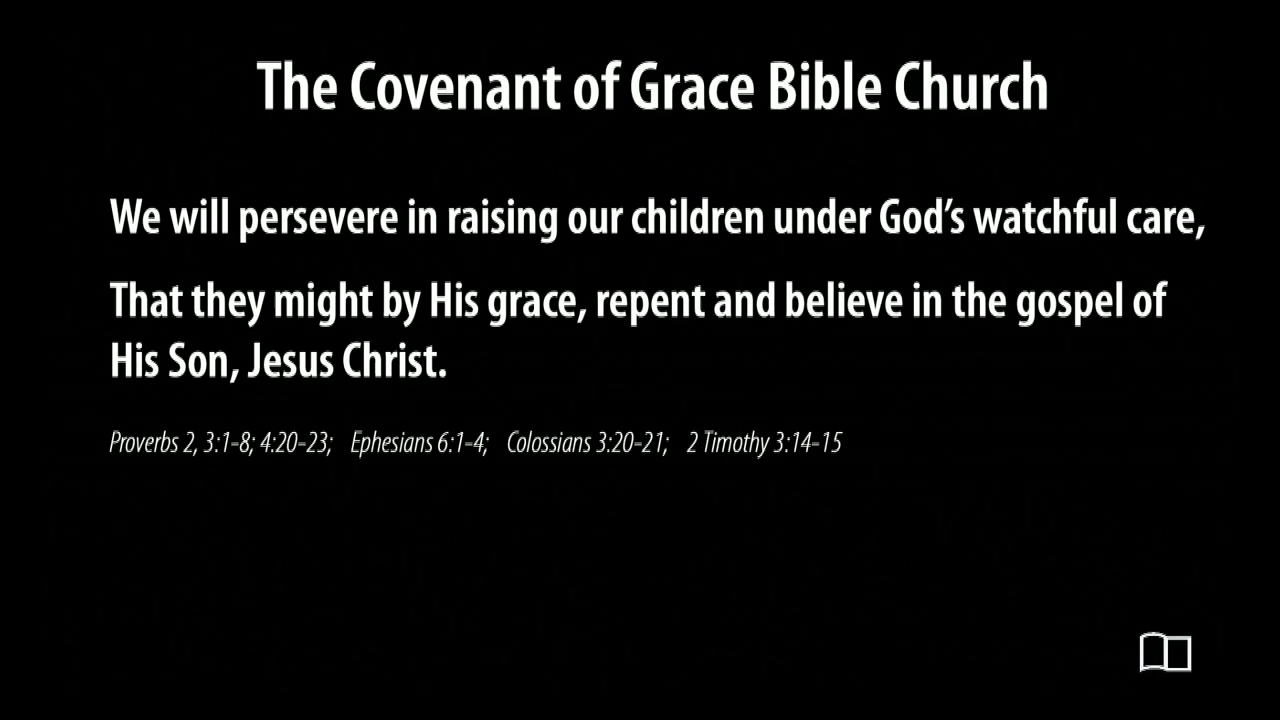 The Covenant of Grace Bible Church
We will persevere in raising our children under God’s watchful care,
That they might by His grace, repent and believe in the gospel of
His Son, Jesus Christ.
Proverbs 2, 3:1-8; 4:20-23; Ephesians 6:1-4; Colossians 3:20-21; 2 Timothy 3:14-15